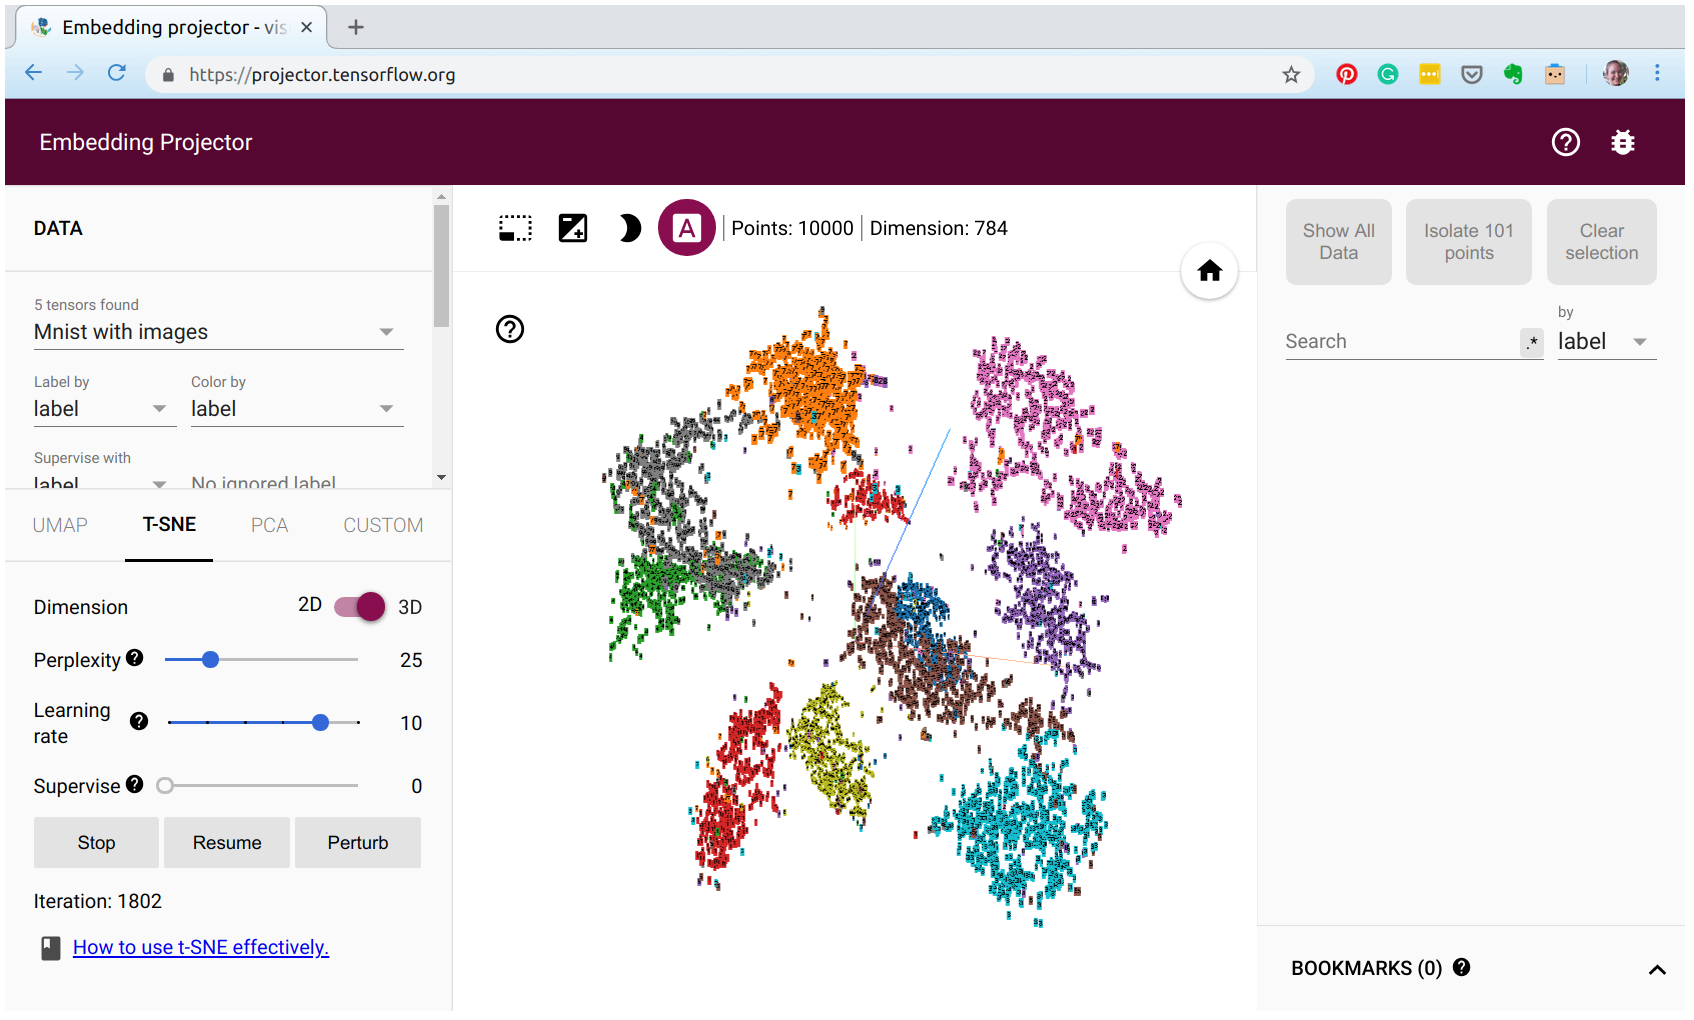 Embedding projector - vis
https://projector.tensorflow.org
Embedding Projector
DATA
5 tensors found
Mnist with images
Label by
label
Color by
label
Supervise with
label
No ignored label
UMAP
T-SNE
PCA
CUSTOM
Dimension
2D
3D
Perplexity
25
Learning
rate
10
Supervise
0
Stop
Resume
Perturb
Iteration: 1802
How to use t-SNE effectively.
A
Points: 10000
Dimension: 784
Show All
Data
Isolate 101
points
Clear
selection
Search
.*
by
label
BOOKMARKS (0)